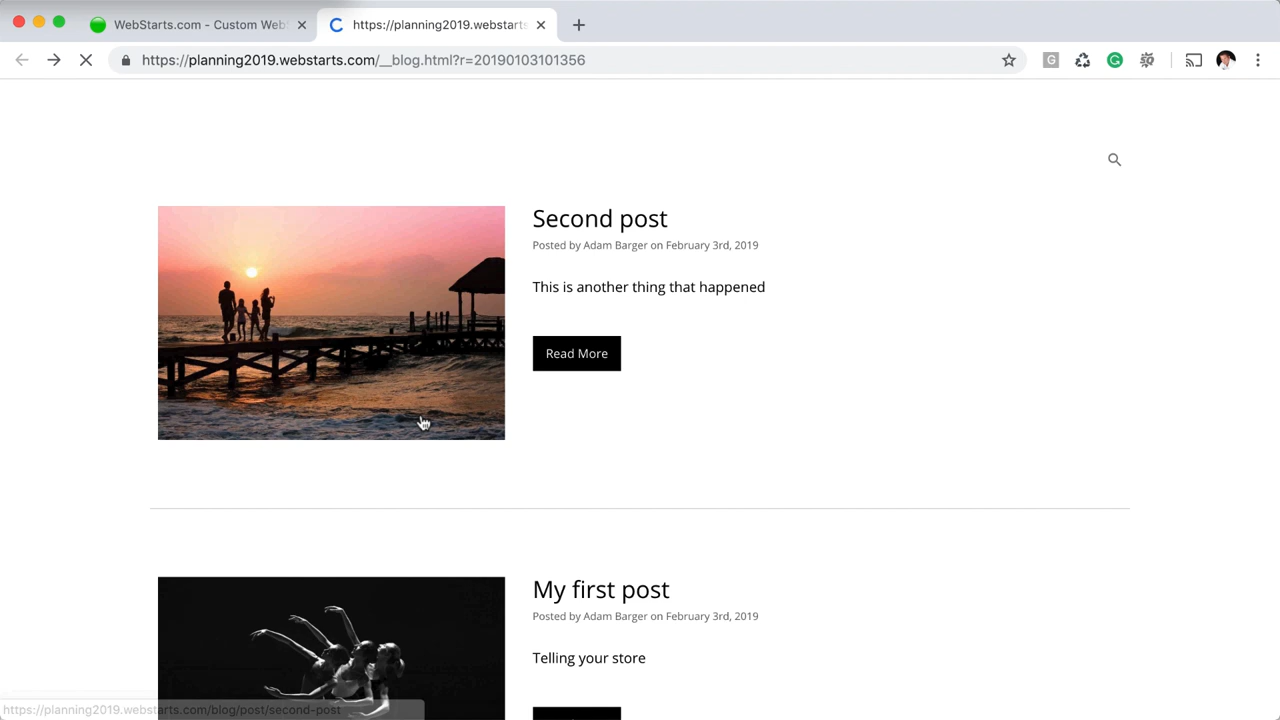 WebStarts.com - Custom Webs
https://planning2019.webstarts
https://planning2019.webstarts.com/__blog.html?r=20190103101356
G
Second post
Posted by Adam Barger on February 3rd, 2019
This is another thing that happened
Read More
My first post
Posted by Adam Barger on February 3rd, 2019
Telling your store
https://planning2019.webstarts.com/blog/post/second-post